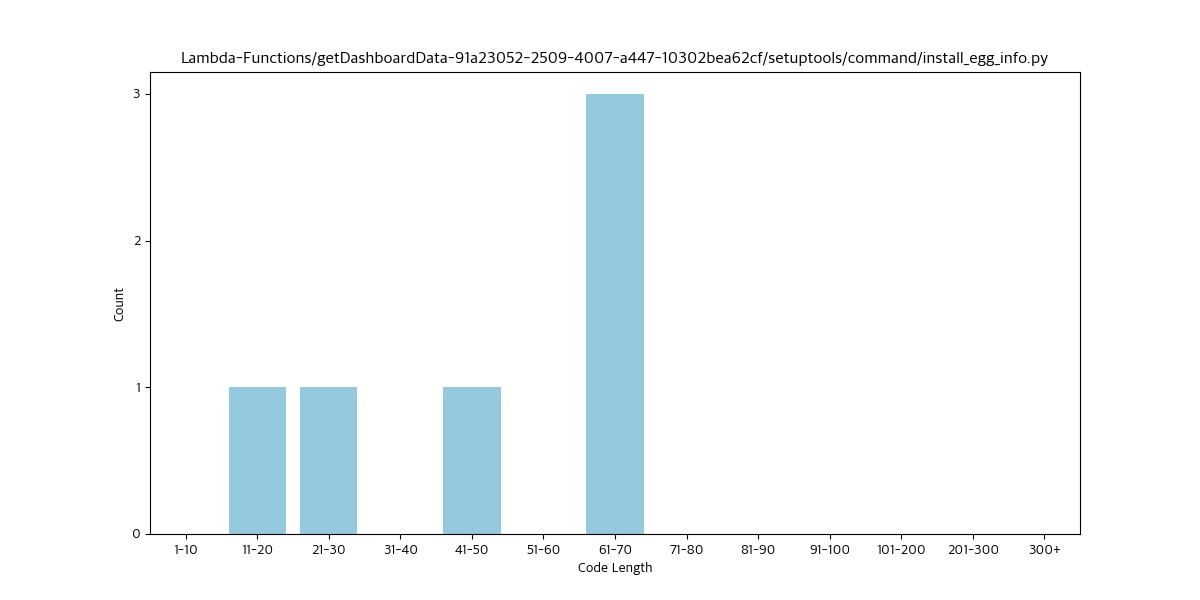 Lambda-Functions/getDashboardData-91a23052-2509-4007-a447-10302bea62cf/setuptools/command/install_egg_info.py
3
2
1
0
Count
1-10 11-20 21-30 31-40 41-50 51-60 61-70 71-80 81-90 91-100 101-200 201-300 300+
Code Length